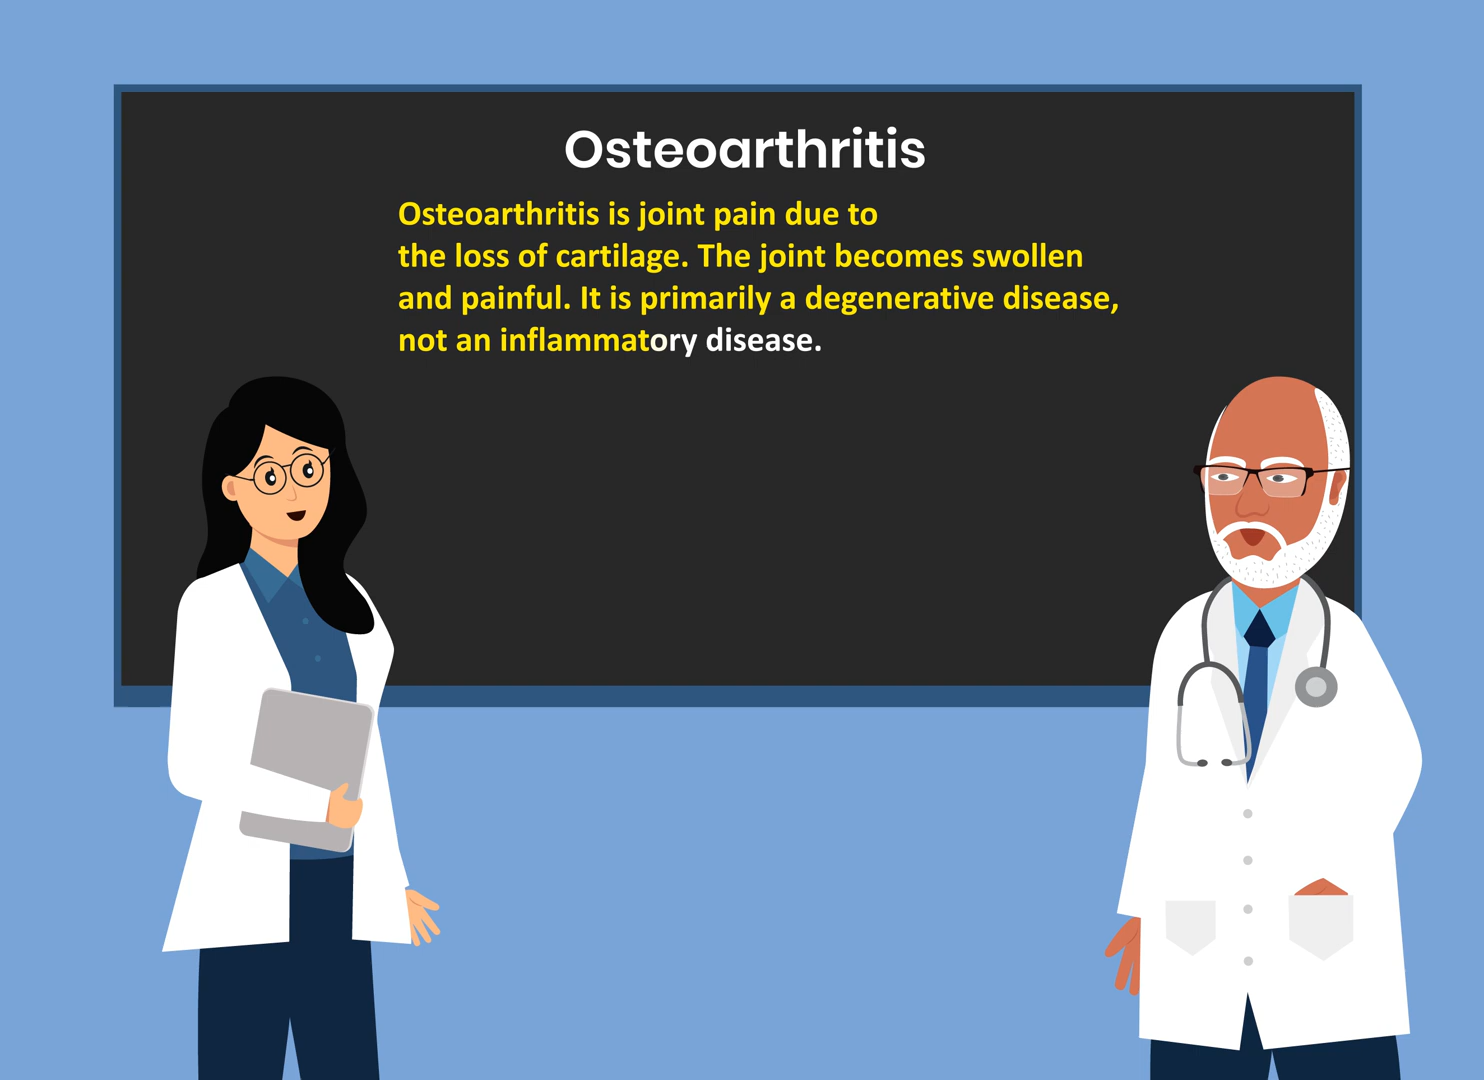 Osteoarthritis
Osteoarthritis is joint pain due to
the loss of cartilage. The joint becomes swollen
and painful. It is primarily a degenerative disease,
not an inflammatory disease.